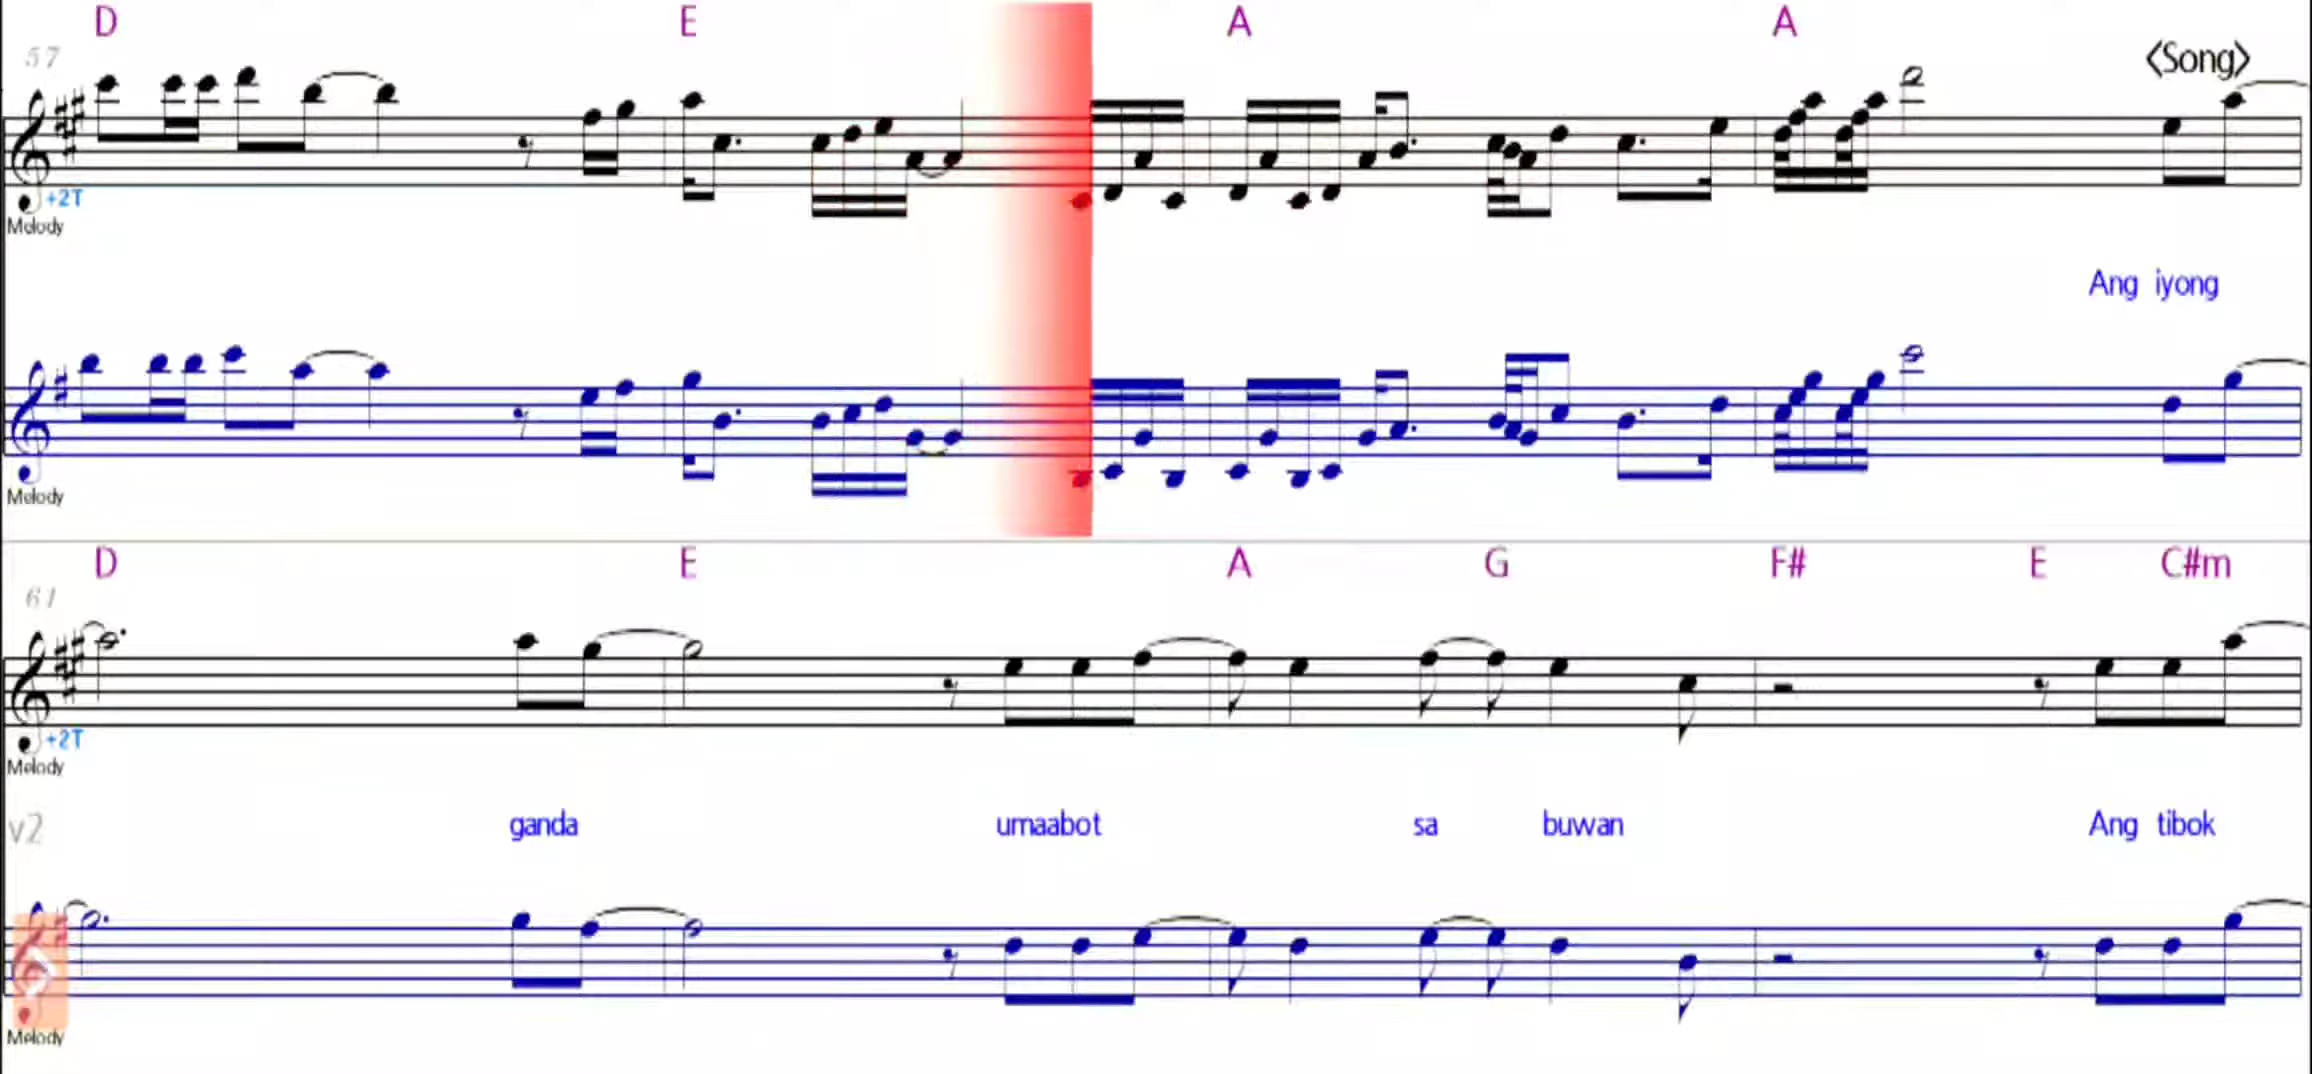 D E A A
57 <Song>
+2T
Melody
Ang iyong
Melody
D E A G F# E C#m
61
+2T
Melody
v2 ganda umaabot sa buwan Ang tibok
Melody